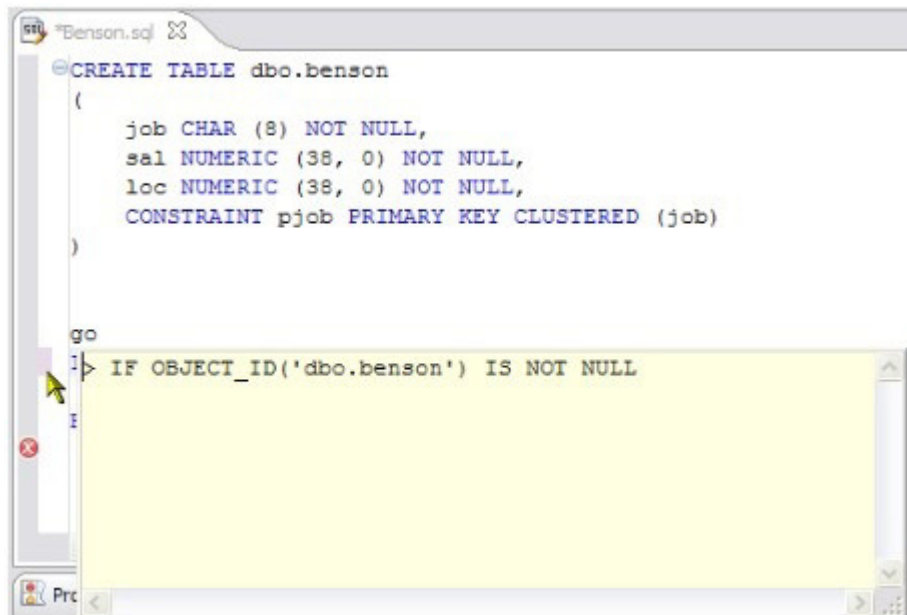 *Benson.sql
CREATE TABLE dbo.benson
(
job CHAR (8) NOT NULL,
sal NUMERIC (38, 0) NOT NULL,
loc NUMERIC (38, 0) NOT NULL,
CONSTRAINT pjob PRIMARY KEY CLUSTERED (job)
)
go
> IF OBJECT_ID('dbo.benson') IS NOT NULL